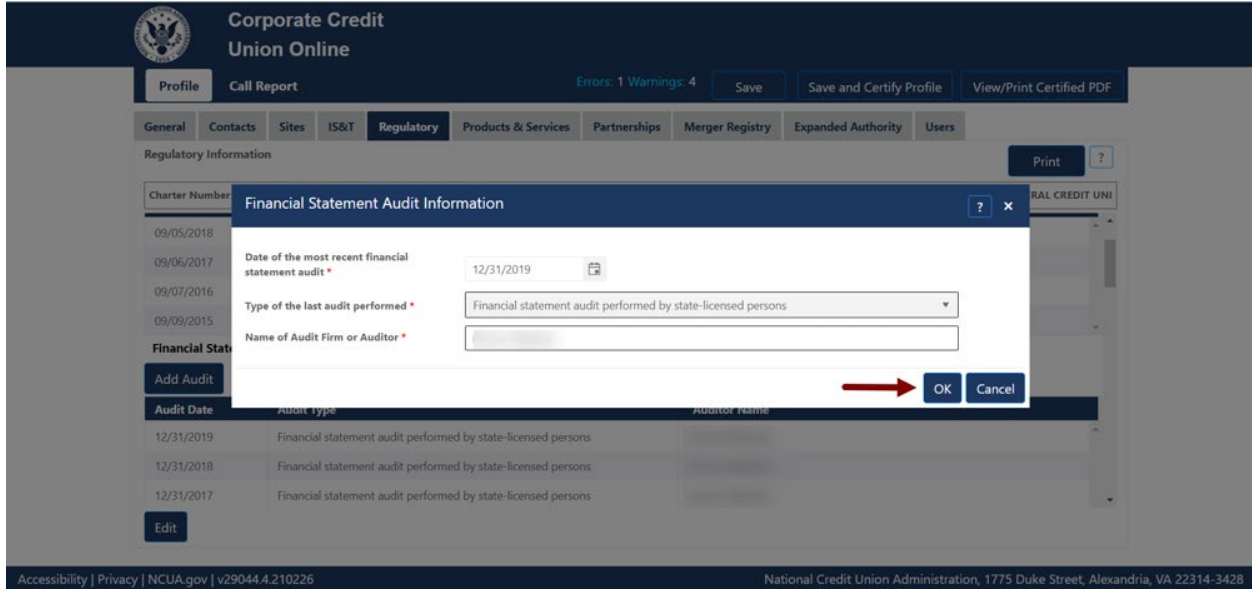 Corporate Credit
Union Online
Profile Call Report Errors: 1 Warnings: 4 Save Save and Certify Profile View/Print Certified PDF
General Contacts Sites IS&T Regulatory Products & Services Partnerships Merger Registry Expanded Authority Users
Regulatory Information Print ?
Charter Number RAL CREDIT UNI
Financial Statement Audit Information ? ×
09/05/2018
09/06/2017
09/07/2016
09/09/2015
Date of the most recent financial
statement audit * 12/31/2019
Type of the last audit performed * Financial statement audit performed by state-licensed persons
Name of Audit Firm or Auditor *
Financial State
Add Audit OK Cancel
Audit Date Audit Type Auditor Name
12/31/2019 Financial statement audit performed by state-licensed persons
12/31/2018 Financial statement audit performed by state-licensed persons
12/31/2017 Financial statement audit performed by state-licensed persons
Edit
Accessibility | Privacy | NCUA.gov | v29044.4.210226 National Credit Union Administration, 1775 Duke Street, Alexandria, VA 22314-3428